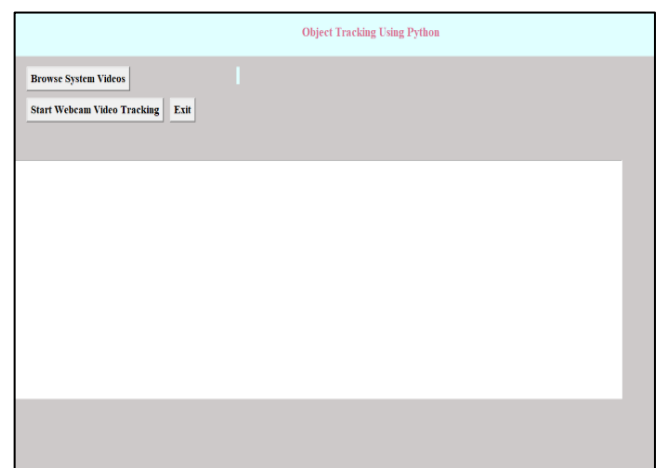 Object Tracking Using Python
Browse System Videos
Start Webcam Video Tracking
Exit